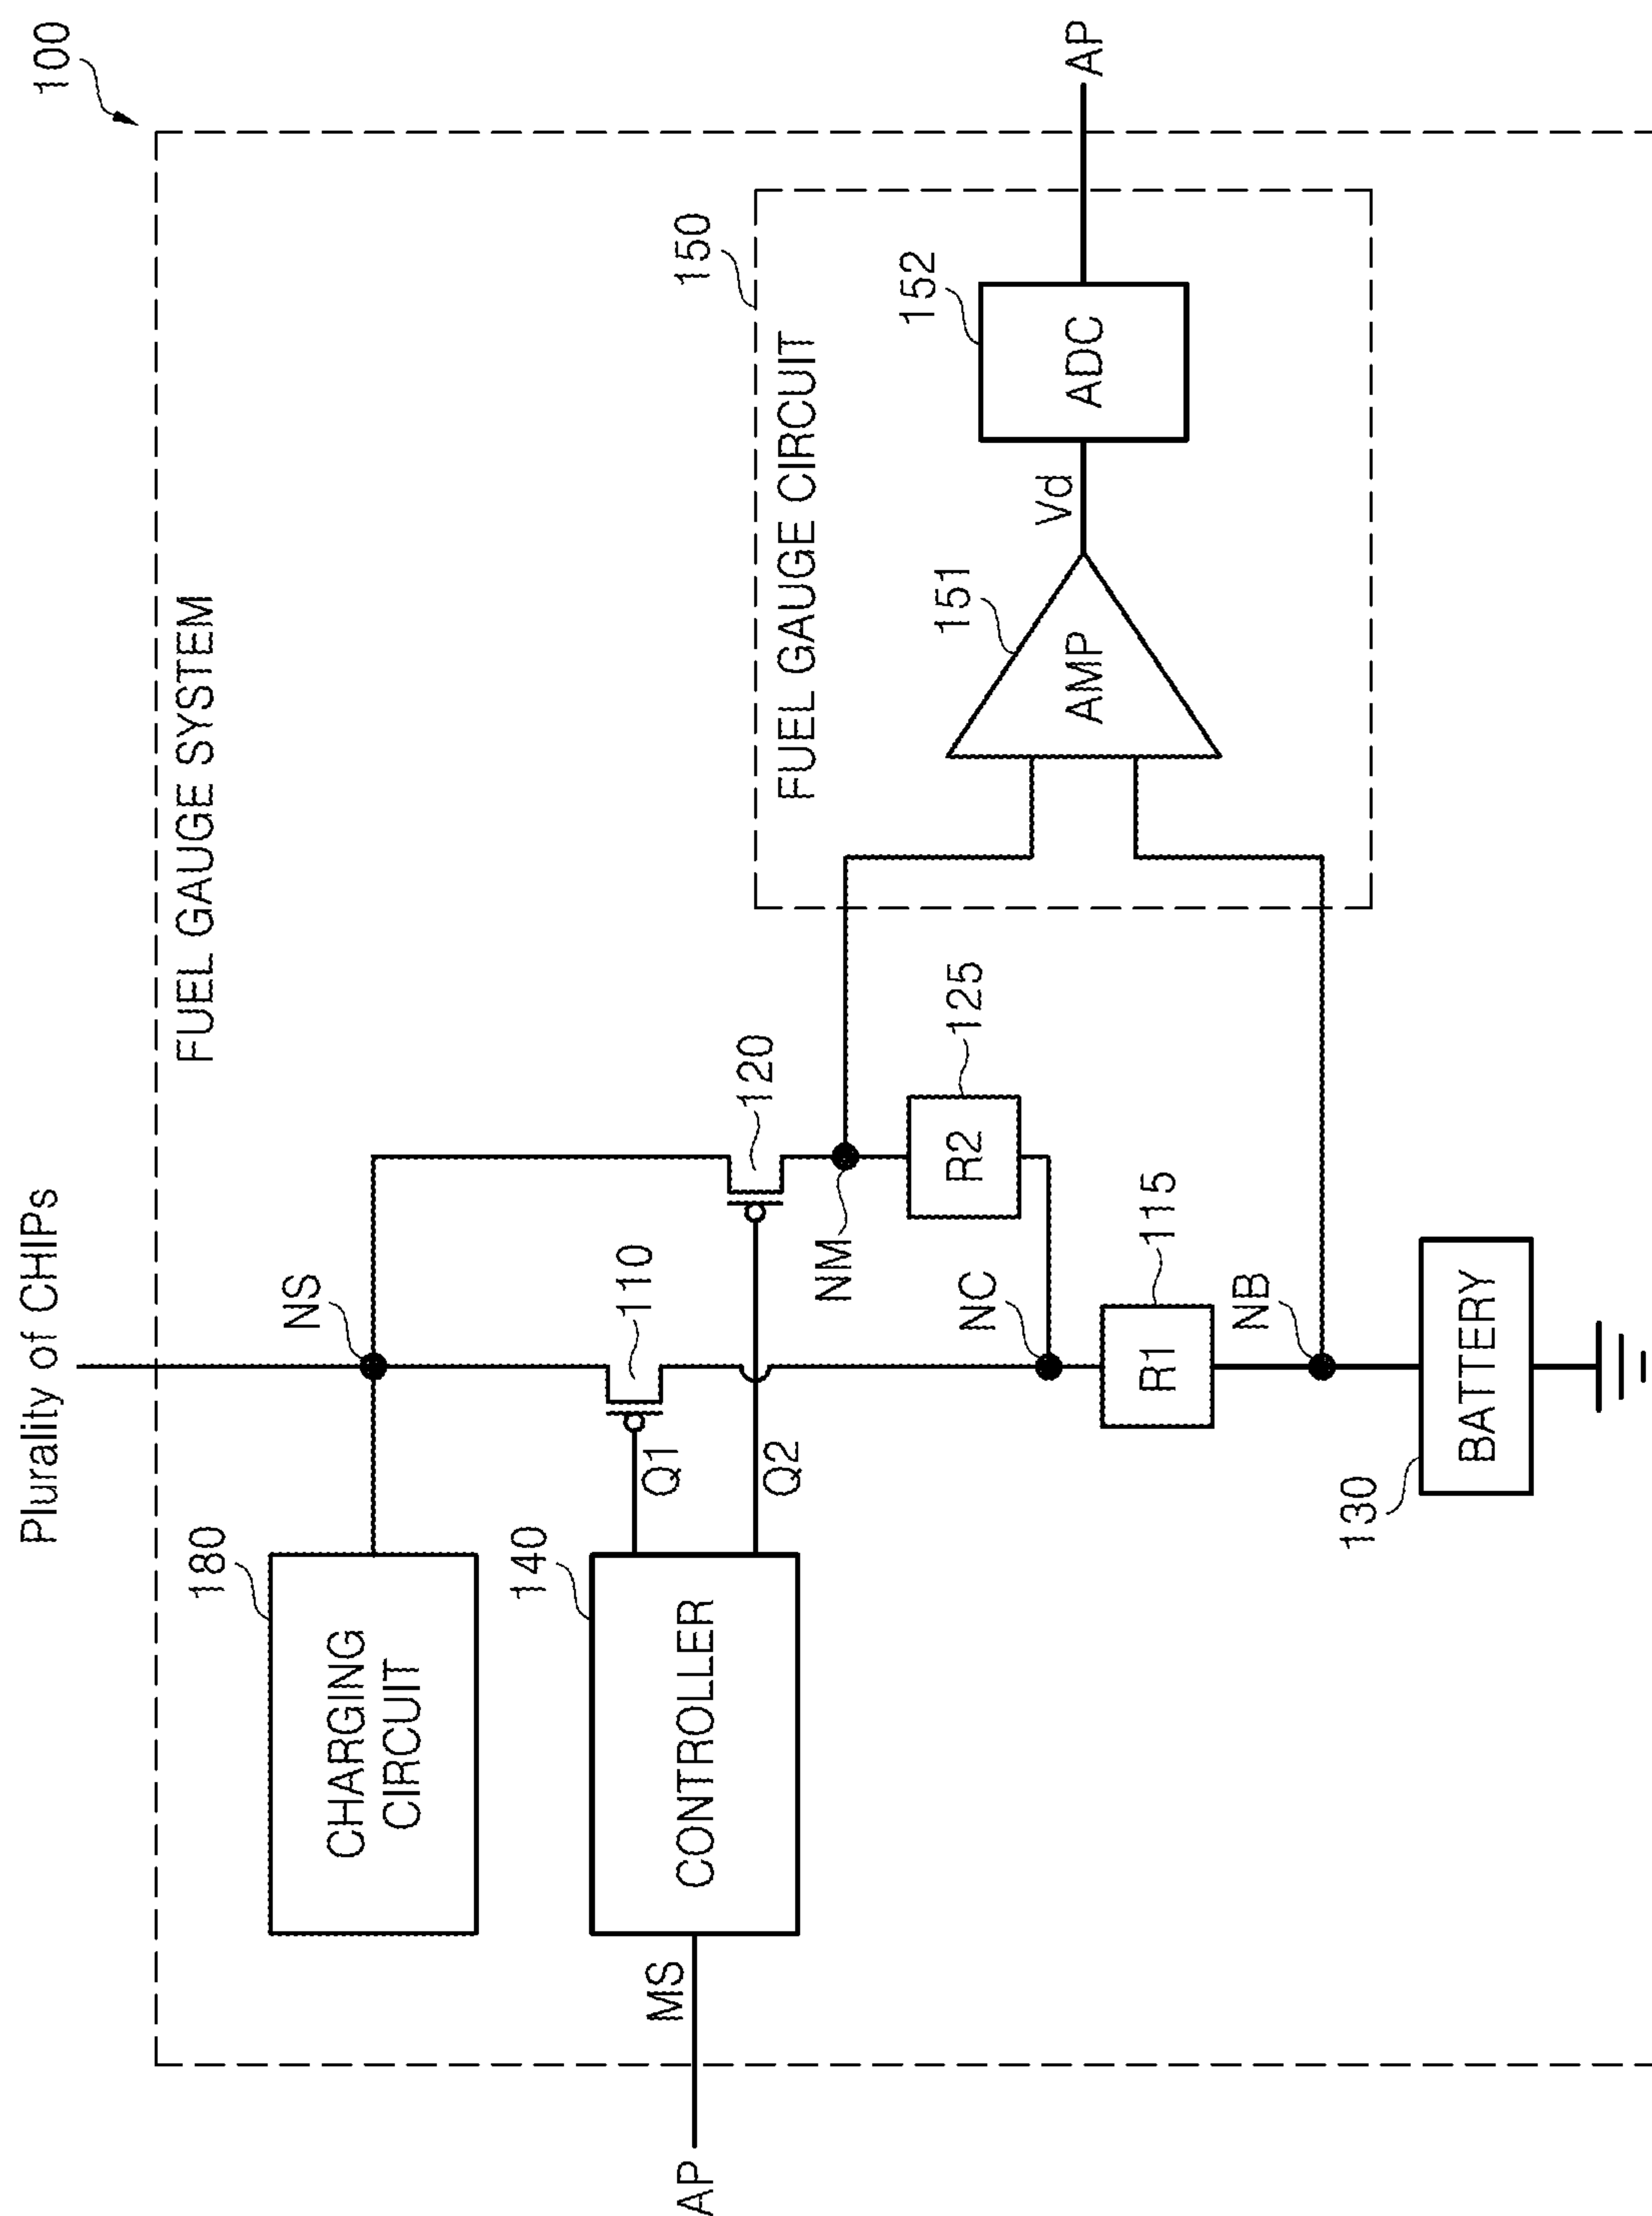 100
Plurality of CHIPs
FUEL GAUGE SYSTEM
180
CHARGING
CIRCUIT
NS
AP
MS
140
CONTROLLER
Q1
Q2
110
120
NM
R2
125
NC
R1
115
NB
130
BATTERY
150
FUEL GAUGE CIRCUIT
151
AMP
Vd
152
ADC
AP